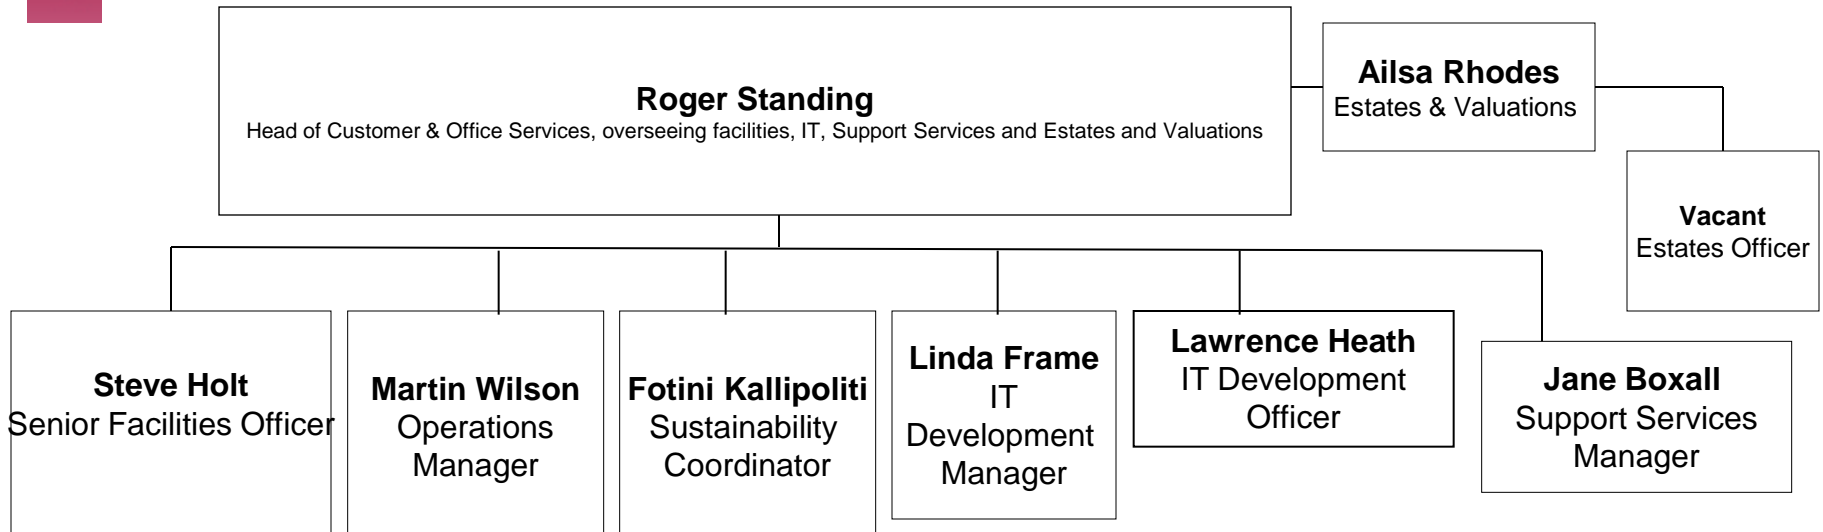 Roger Standing
Head of Customer & Office Services, overseeing facilities, IT, Support Services and Estates and Valuations
Ailsa Rhodes
Estates & Valuations
Vacant
Estates Officer
Steve Holt
Senior Facilities Officer
Martin Wilson
Operations
Manager
Fotini Kallipoliti
Sustainability
Coordinator
Linda Frame
IT
Development
Manager
Lawrence Heath
IT Development
Officer
Jane Boxall
Support Services
Manager